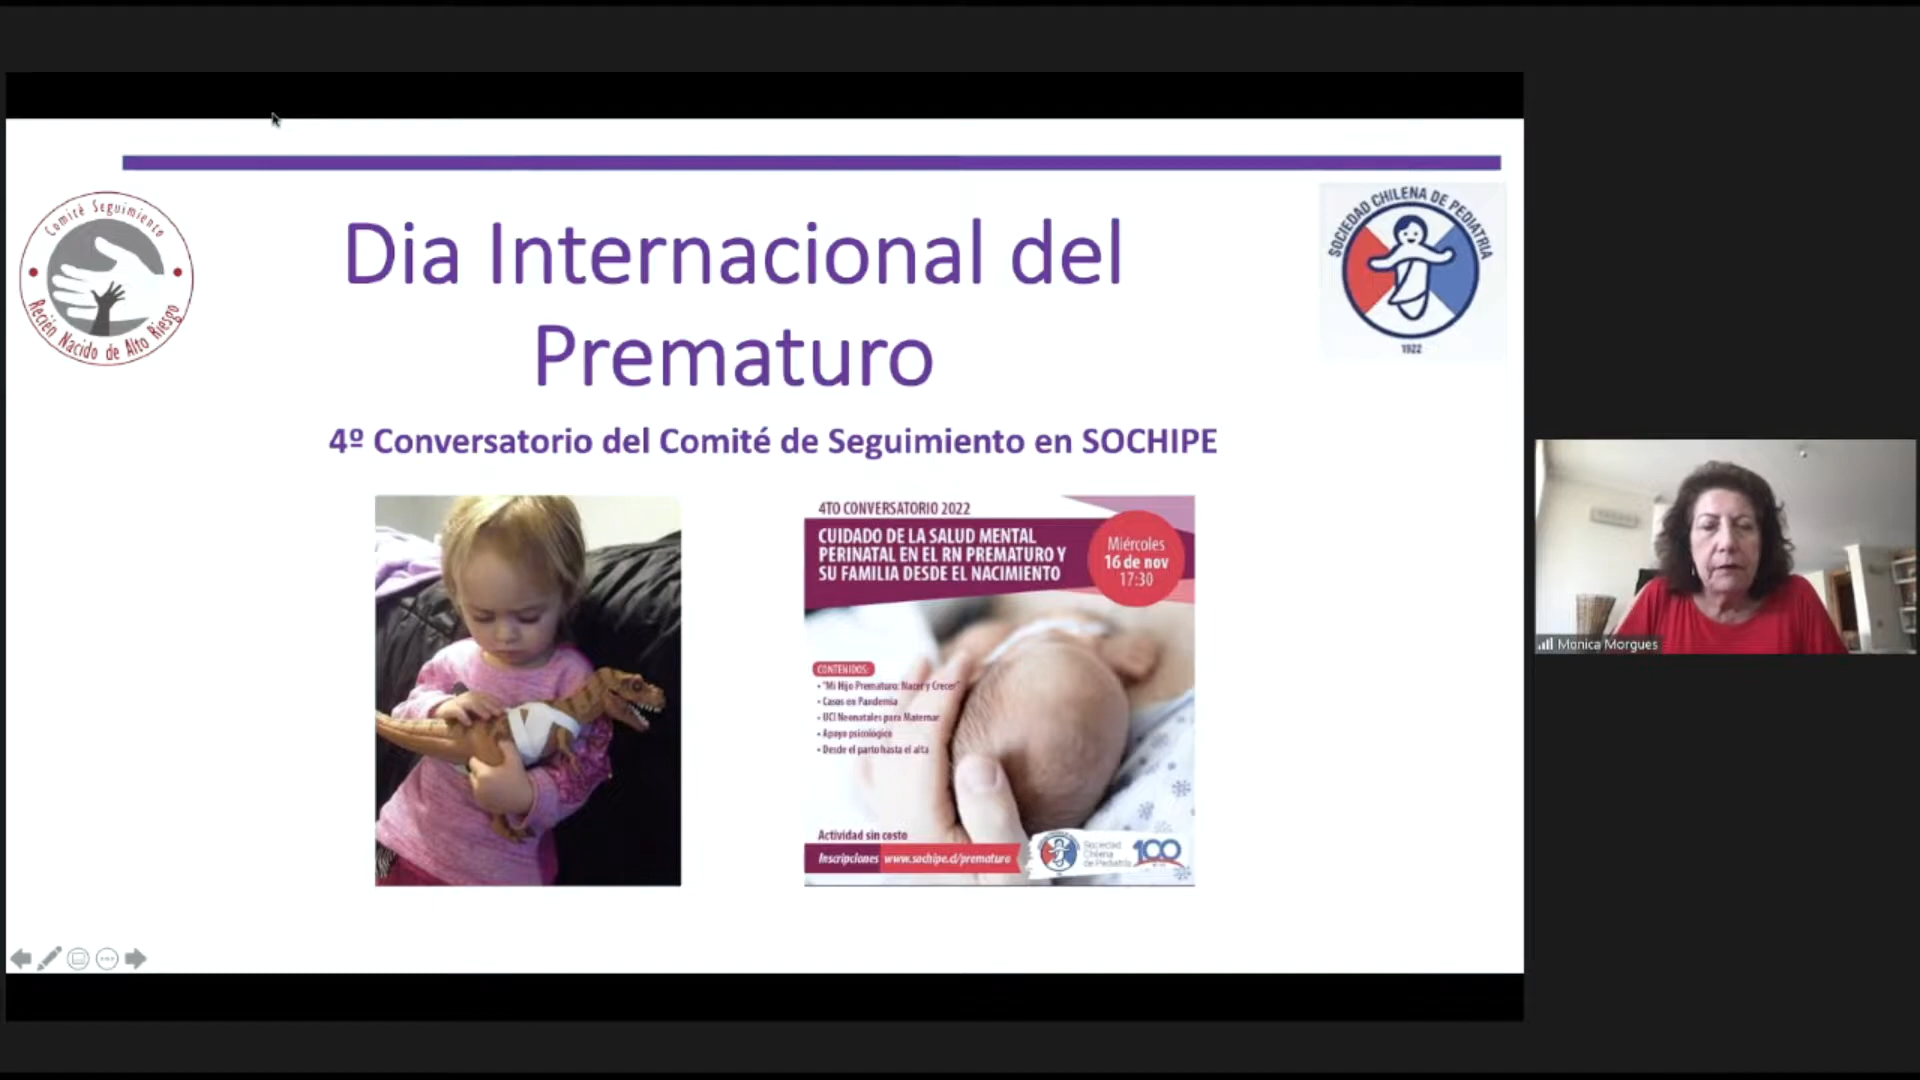 Comité Seguimiento
Recién Nacido de Alto Riesgo
Dia Internacional del
Prematuro
SOCIEDAD CHILENA DE PEDIATRIA
1922
4º Conversatorio del Comité de Seguimiento en SOCHIPE
4TO CONVERSATORIO 2022
CUIDADO DE LA SALUD MENTAL
PERINATAL EN EL RN PREMATURO Y
SU FAMILIA DESDE EL NACIMIENTO
Miércoles
16 de nov
17:30
CONTENIDOS:
• "Mi Hijo Prematuro: Nacer y Crecer"
• Casos en Pandemia
• UCI Neonatales para Maternar
• Apoyo psicológico
• Desde el parto hasta el alta
Actividad sin costo
Inscripciones www.sochipe.cl/prematuro
Sociedad
Chilena
de Pediatría
100
Monica Morgues